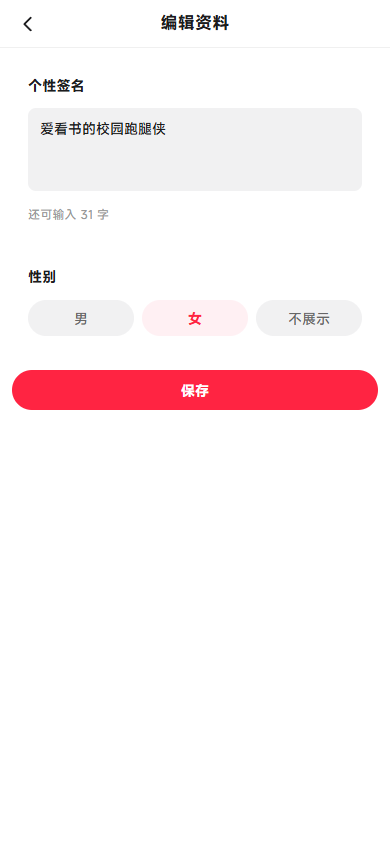 编辑资料
个性签名
爱看书的校园跑腿侠
还可输入 31 字
性别
男 女 不展示
保存